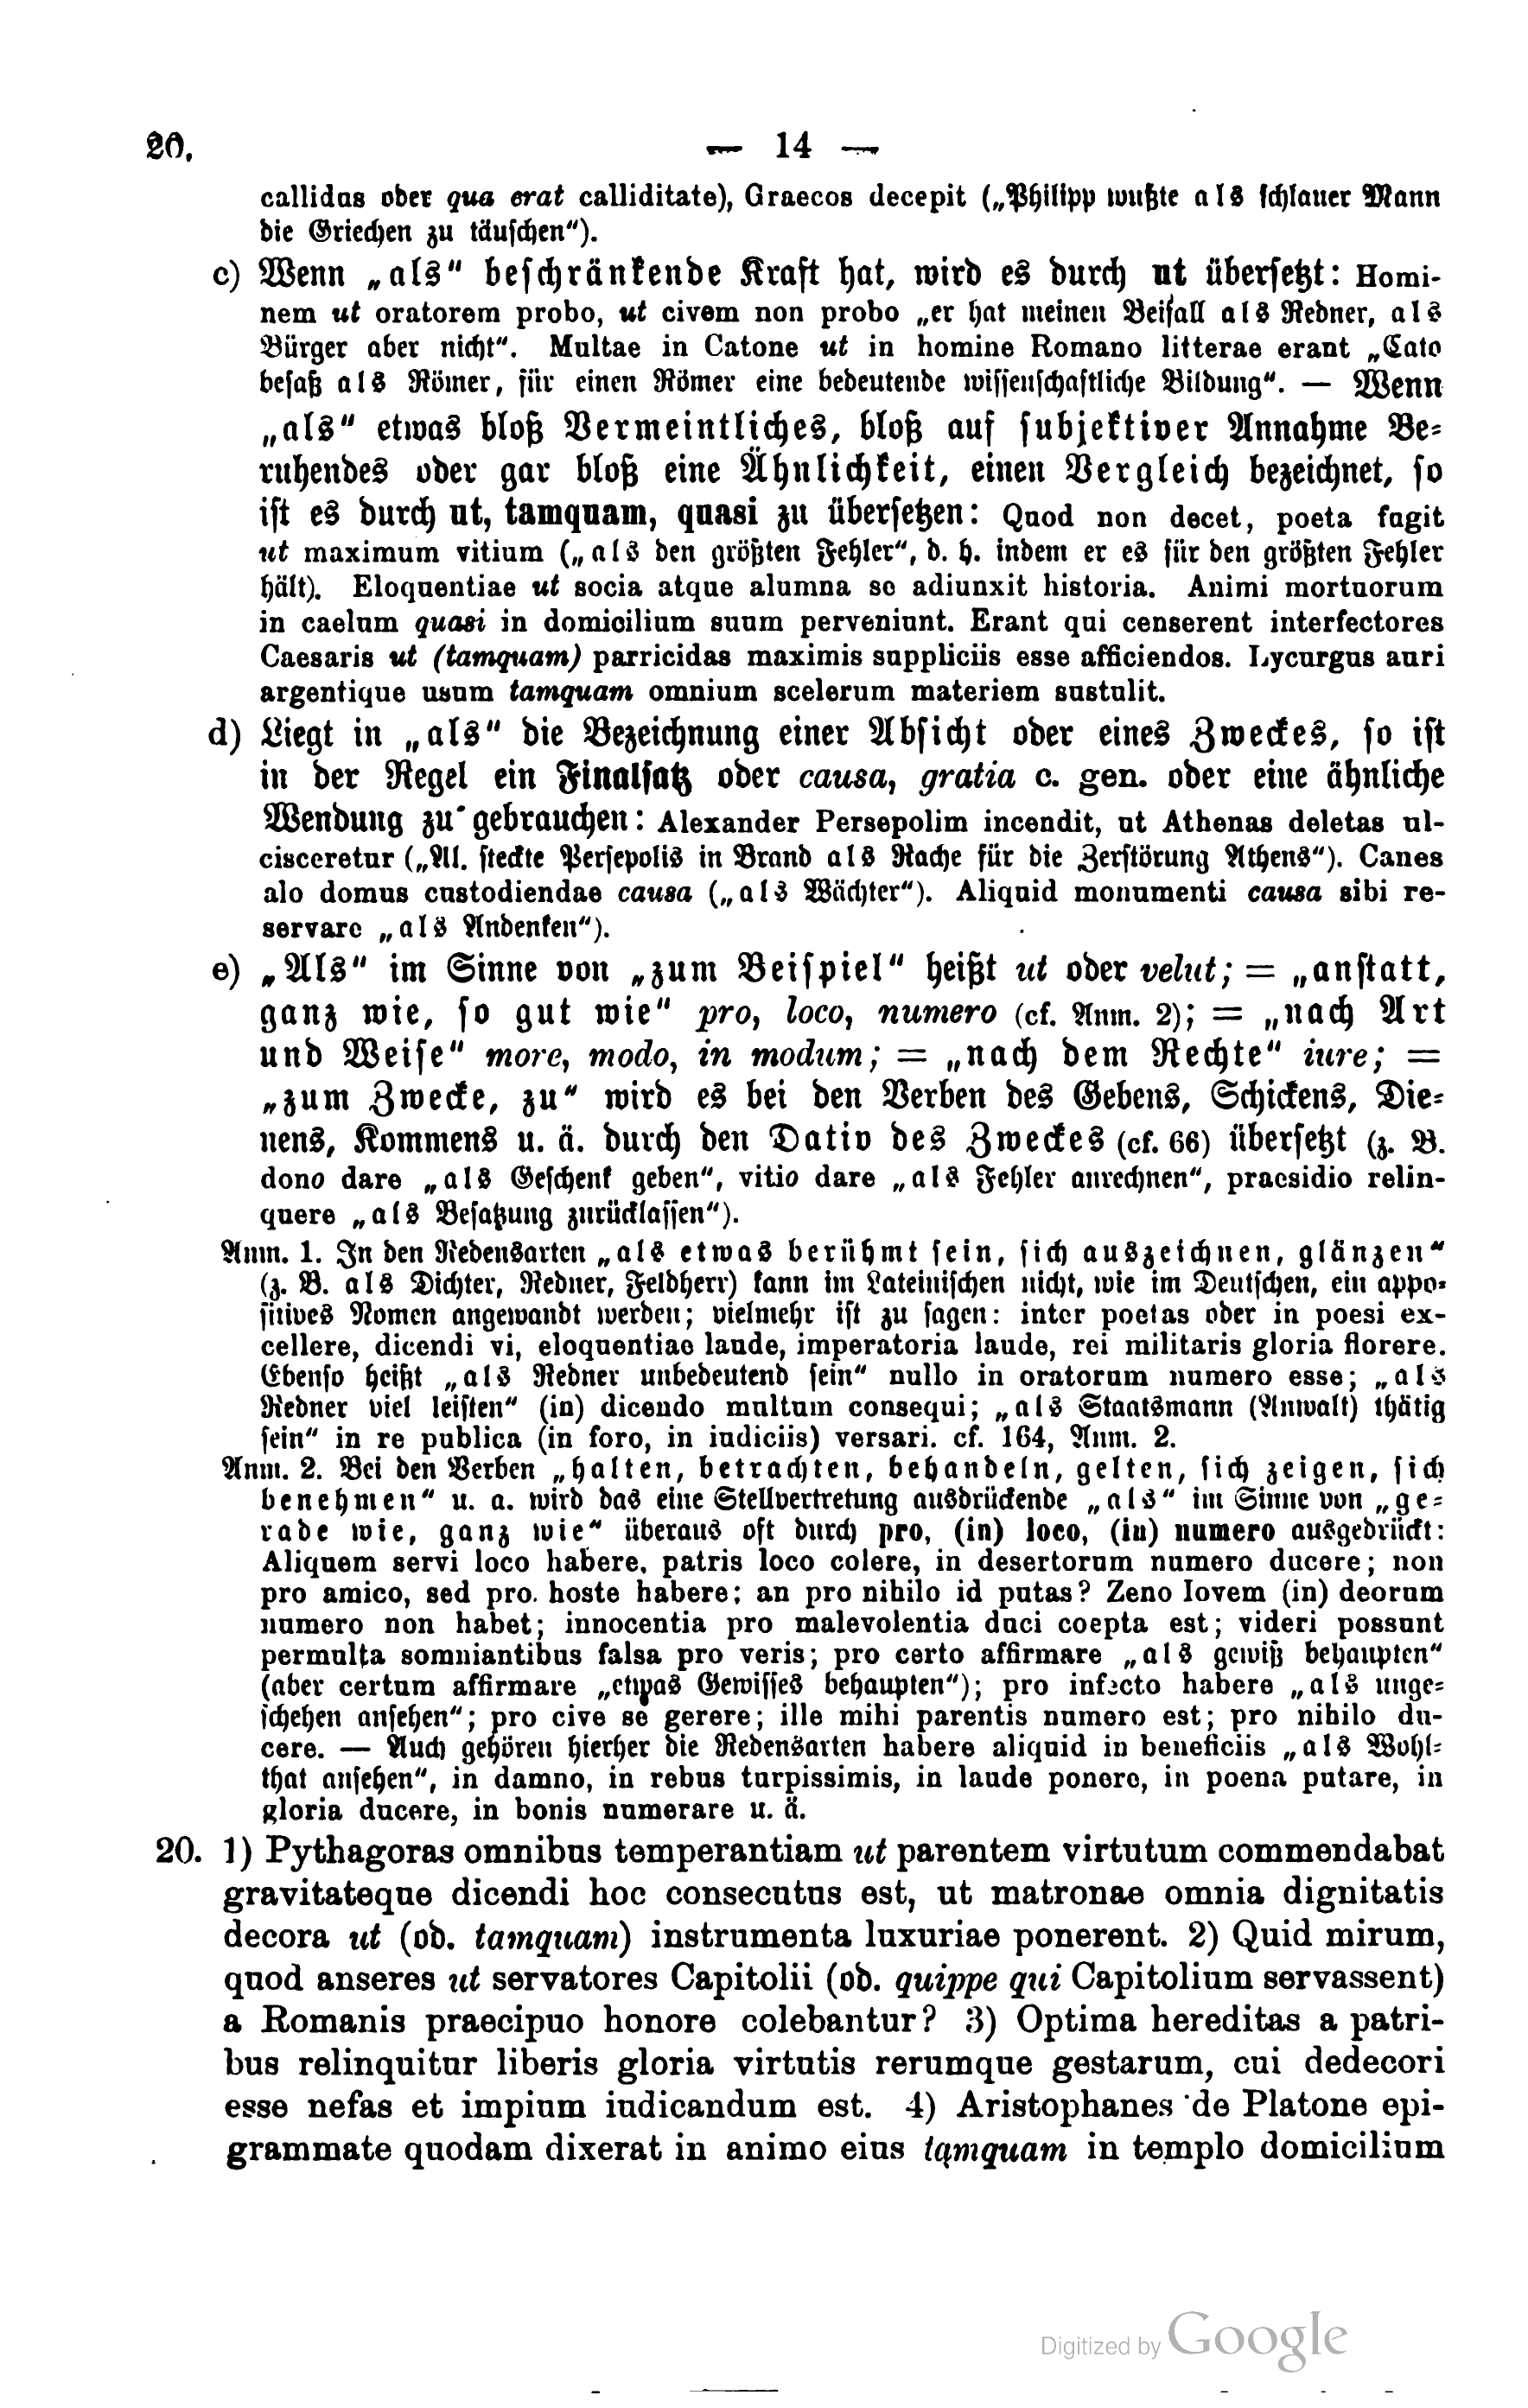 20.
— 14 —
callidus oder qua erat calliditate), Graecos decepit („Philipp wußte als schlauer Mann
die Griechen zu täuschen“).
c) Wenn „als“ beschränkende Kraft hat, wird es durch ut übersetzt: Homi-
nem ut oratorem probo, ut civem non probo „er hat meinen Beifall als Redner, als
Bürger aber nicht“. Multae in Catone ut in homine Romano litterae erant „Cato
besaß als Römer, für einen Römer eine bedeutende wissenschaftliche Bildung“. — Wenn
„als“ etwas bloß Vermeintliches, bloß auf subjektiver Annahme Be-
ruhendes oder gar bloß eine Ähnlichkeit, einen Vergleich bezeichnet, so
ist es durch ut, tamquam, quasi zu übersetzen: Quod non decet, poeta fugit
ut maximum vitium („als den größten Fehler“, d. h. indem er es für den größten Fehler
hält). Eloquentiae ut socia atque alumna se adiunxit historia. Animi mortuorum
in caelum quasi in domicilium suum perveniunt. Erant qui censerent interfectores
Caesaris ut (tamquam) parricidas maximis suppliciis esse afficiendos. Lycurgus auri
argentique usum tamquam omnium scelerum materiem sustulit.
d) Liegt in „als“ die Bezeichnung einer Absicht oder eines Zweckes, so ist
in der Regel ein Finalsatz oder causa, gratia c. gen. oder eine ähnliche
Wendung zu gebrauchen: Alexander Persepolim incendit, ut Athenas deletas ul-
cisceretur („Al. steckte Persepolis in Brand als Rache für die Zerstörung Athens“). Canes
alo domus custodiendae causa („als Wächter“). Aliquid monumenti causa sibi re-
servare „als Andenken“).
e) „Als“ im Sinne von „zum Beispiel“ heißt ut oder velut; = „anstatt,
ganz wie, so gut wie“ pro, loco, numero (cf. Anm. 2); = „nach Art
und Weise“ more, modo, in modum; = „nach dem Rechte“ iure; =
„zum Zwecke, zu“ wird es bei den Verben des Gebens, Schickens, Die-
nens, Kommens u. ä. durch den Dativ des Zweckes (cf. 66) übersetzt (z. B.
dono dare „als Geschenk geben“, vitio dare „als Fehler anrechnen“, praesidio relin-
quere „als Besatzung zurücklassen“).
Anm. 1. In den Redensarten „als etwas berühmt sein, sich auszeichnen, glänzen“
(z. B. als Dichter, Redner, Feldherr) kann im Lateinischen nicht, wie im Deutschen, ein appo-
sitives Nomen angewandt werden; vielmehr ist zu sagen: inter poetas oder in poesi ex-
cellere, dicendi vi, eloquentiae laude, imperatoria laude, rei militaris gloria florere.
Ebenso heißt „als Redner unbedeutend sein“ nullo in oratorum numero esse; „als
Redner viel leisten“ (in) dicendo multum consequi; „als Staatsmann (Anwalt) thätig
sein“ in re publica (in foro, in iudiciis) versari. cf. 164, Anm. 2.
Anm. 2. Bei den Verben „halten, betrachten, behandeln, gelten, sich zeigen, sich
benehmen“ u. a. wird das eine Stellvertretung ausdrückende „als“ im Sinne von „ge-
rade wie, ganz wie“ überaus oft durch pro, (in) loco, (in) numero ausgedrückt:
Aliquem servi loco habere, patris loco colere, in desertorum numero ducere; non
pro amico, sed pro hoste habere; an pro nihilo id putas? Zeno Iovem (in) deorum
numero non habet; innocentia pro malevolentia duci coepta est; videri possunt
permulta somniantibus falsa pro veris; pro certo affirmare „als gewiß behaupten“
(aber certum affirmare „etwas Gewisses behaupten“); pro infecto habere „als unge-
schehen ansehen“; pro cive se gerere; ille mihi parentis numero est; pro nihilo du-
cere. — Auch gehören hierher die Redensarten habere aliquid in beneficiis „als Wohl-
that ansehen“, in damno, in rebus turpissimis, in laude ponere, in poena putare, in
gloria ducere, in bonis numerare u. ä.
20. 1) Pythagoras omnibus temperantiam ut parentem virtutum commendabat
gravitateque dicendi hoc consecutus est, ut matronae omnia dignitatis
decora ut (od. tamquam) instrumenta luxuriae ponerent. 2) Quid mirum,
quod anseres ut servatores Capitolii (od. quippe qui Capitolium servassent)
a Romanis praecipuo honore colebantur? 3) Optima hereditas a patri-
bus relinquitur liberis gloria virtutis rerumque gestarum, cui dedecori
esse nefas et impium iudicandum est. 4) Aristophanes de Platone epi-
grammate quodam dixerat in animo eius tamquam in templo domicilium
Digitized by Google